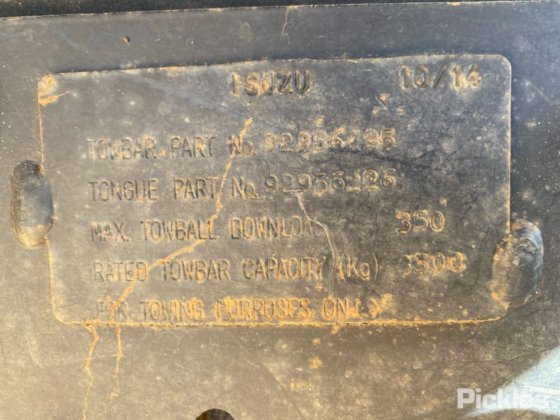 ISUZU 10/14
TOWBAR PART No. 92956125
TONGUE PART No. 92956126
MAX. TOWBALL DOWNLOAD 350
RATED TOWBAR CAPACITY (KG) 3500
FOR TOWING PURPOSES ONLY
Pickles